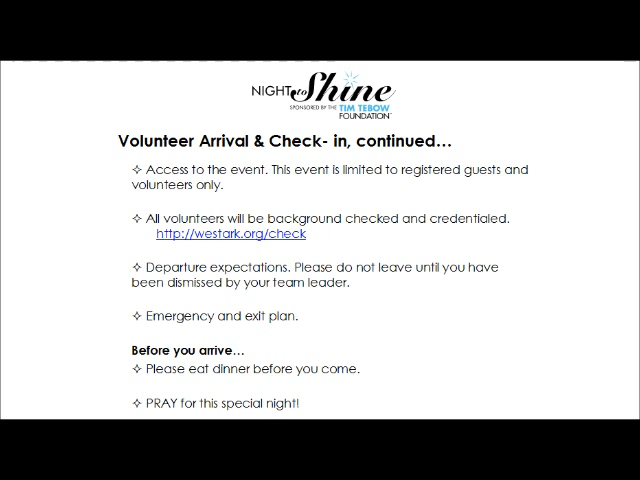 NIGHT to Shine
SPONSORED BY THE TIM TEBOW
FOUNDATION
Volunteer Arrival & Check- in, continued…
✧ Access to the event. This event is limited to registered guests and
volunteers only.
✧ All volunteers will be background checked and credentialed.
http://westark.org/check
✧ Departure expectations. Please do not leave until you have
been dismissed by your team leader.
✧ Emergency and exit plan.
Before you arrive…
✧ Please eat dinner before you come.
✧ PRAY for this special night!